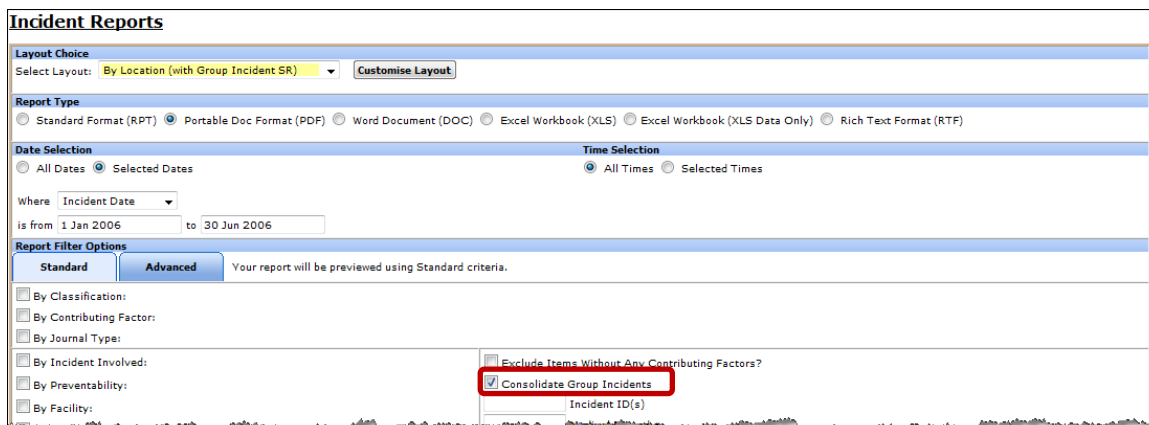 Incident Reports
Layout Choice
Select Layout: By Location (with Group Incident SR) Customise Layout
Report Type
Standard Format (RPT) Portable Doc Format (PDF) Word Document (DOC) Excel Workbook (XLS) Excel Workbook (XLS Data Only) Rich Text Format (RTF)
Date Selection Time Selection
All Dates Selected Dates All Times Selected Times
Where Incident Date
is from 1 Jan 2006 to 30 Jun 2006
Report Filter Options
Standard Advanced Your report will be previewed using Standard criteria.
By Classification:
By Contributing Factor:
By Journal Type:
By Incident Involved: Exclude Items Without Any Contributing Factors?
By Preventability: Consolidate Group Incidents
By Facility: Incident ID(s)